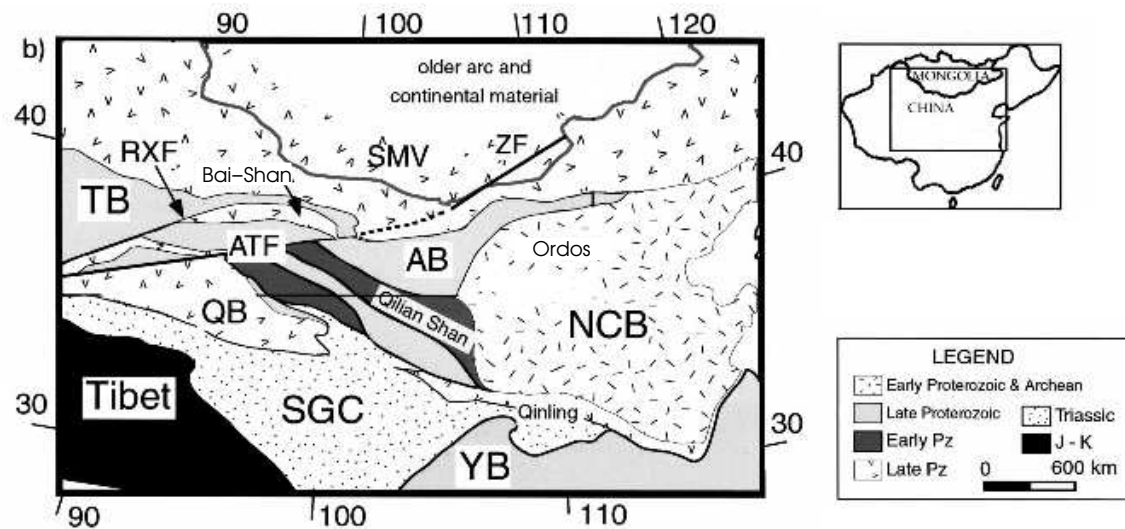 90 100 110 120
b)
older arc and
continental material
40
RXF
SMV
ZF
40
Bai–Shan.
TB
ATF
AB
Ordos
QB
Qilian Shan
NCB
Tibet
SGC
30
Qinling
30
YB
90 100 110
MONGOLIA
CHINA
LEGEND
Early Proterozoic & Archean
Late Proterozoic
Triassic
Early Pz
J - K
Late Pz
0 600 km